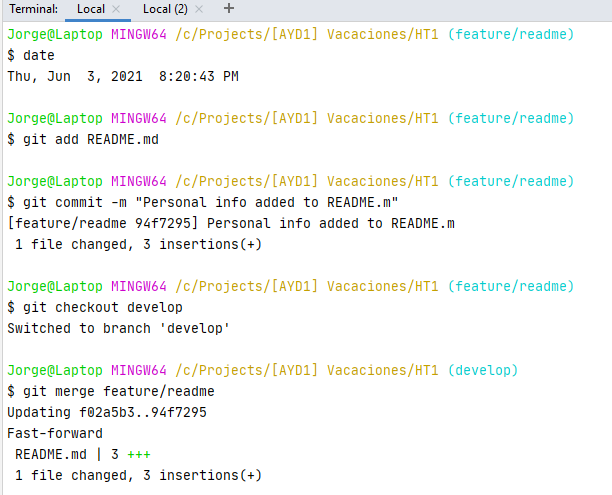 Terminal: Local × Local (2) × +
Jorge@Laptop MINGW64 /c/Projects/[AYD1] Vacaciones/HT1 (feature/readme)
$ date
Thu, Jun  3, 2021  8:20:43 PM
Jorge@Laptop MINGW64 /c/Projects/[AYD1] Vacaciones/HT1 (feature/readme)
$ git add README.md
Jorge@Laptop MINGW64 /c/Projects/[AYD1] Vacaciones/HT1 (feature/readme)
$ git commit -m "Personal info added to README.m"
[feature/readme 94f7295] Personal info added to README.m
 1 file changed, 3 insertions(+)
Jorge@Laptop MINGW64 /c/Projects/[AYD1] Vacaciones/HT1 (feature/readme)
$ git checkout develop
Switched to branch 'develop'
Jorge@Laptop MINGW64 /c/Projects/[AYD1] Vacaciones/HT1 (develop)
$ git merge feature/readme
Updating f02a5b3..94f7295
Fast-forward
 README.md | 3 +++
 1 file changed, 3 insertions(+)